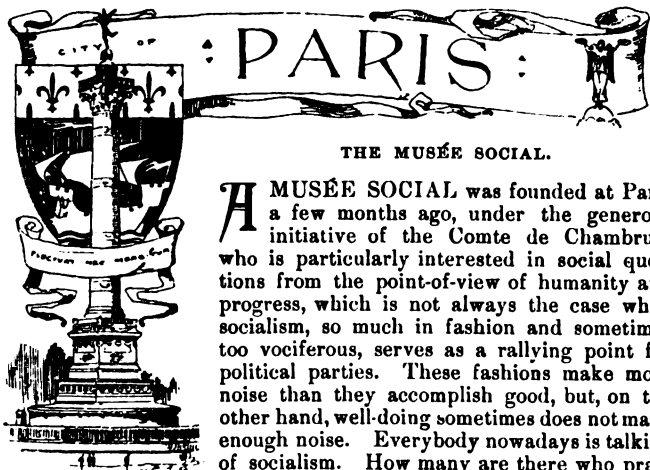 CITY OF
: PARIS :
THE MUSÉE SOCIAL.
A MUSÉE SOCIAL was founded at Par
a few months ago, under the genero
initiative of the Comte de Chambru
who is particularly interested in social que
tions from the point-of-view of humanity a
progress, which is not always the case wh
socialism, so much in fashion and sometim
too vociferous, serves as a rallying point f
political parties. These fashions make mo
noise than they accomplish good, but, on t
other hand, well-doing sometimes does not ma
enough noise. Everybody nowadays is talki
of socialism. How many are there who pra